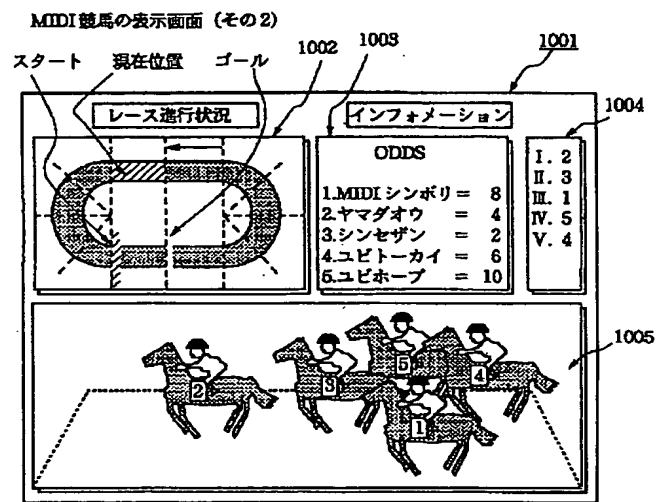 MIDI競馬の表示画面（その2）
スタート 現在位置 ゴール 1002 1003 1001
1004
レース進行状況 インフォメーション
ODDS
1.MIDIシンボリ= 8
2.ヤマダオウ = 4
3.シンセザン = 2
4.ユビトーカイ = 6
5.ユビホープ = 10
I. 2
II. 3
III. 1
IV. 5
V. 4
1005
2 3 5 4 1